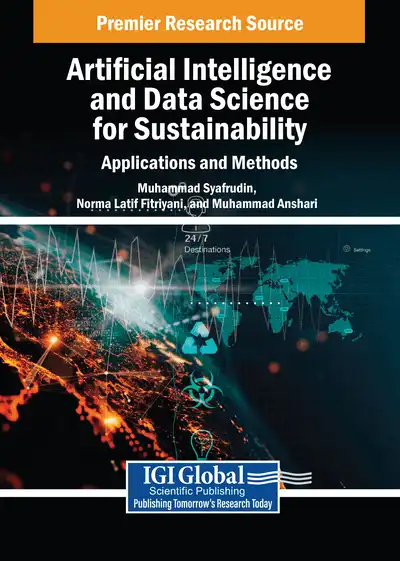 Premier Research Source
Artificial Intelligence
and Data Science
for Sustainability
Applications and Methods
Muhammad Syafrudin,
Norma Latif Fitriyani, and Muhammad Anshari
24/7
Destinations
Settings
IGI Global
Scientific Publishing
Publishing Tomorrow's Research Today